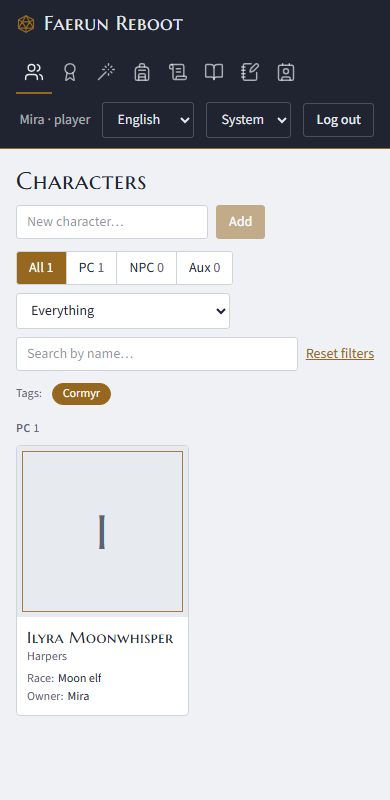 Faerun Reboot
Mira · player English System Log out
Characters
New character… Add
All 1 PC 1 NPC 0 Aux 0
Everything
Search by name… Reset filters
Tags: Cormyr
PC 1
I
Ilyra Moonwhisper
Harpers
Race: Moon elf
Owner: Mira